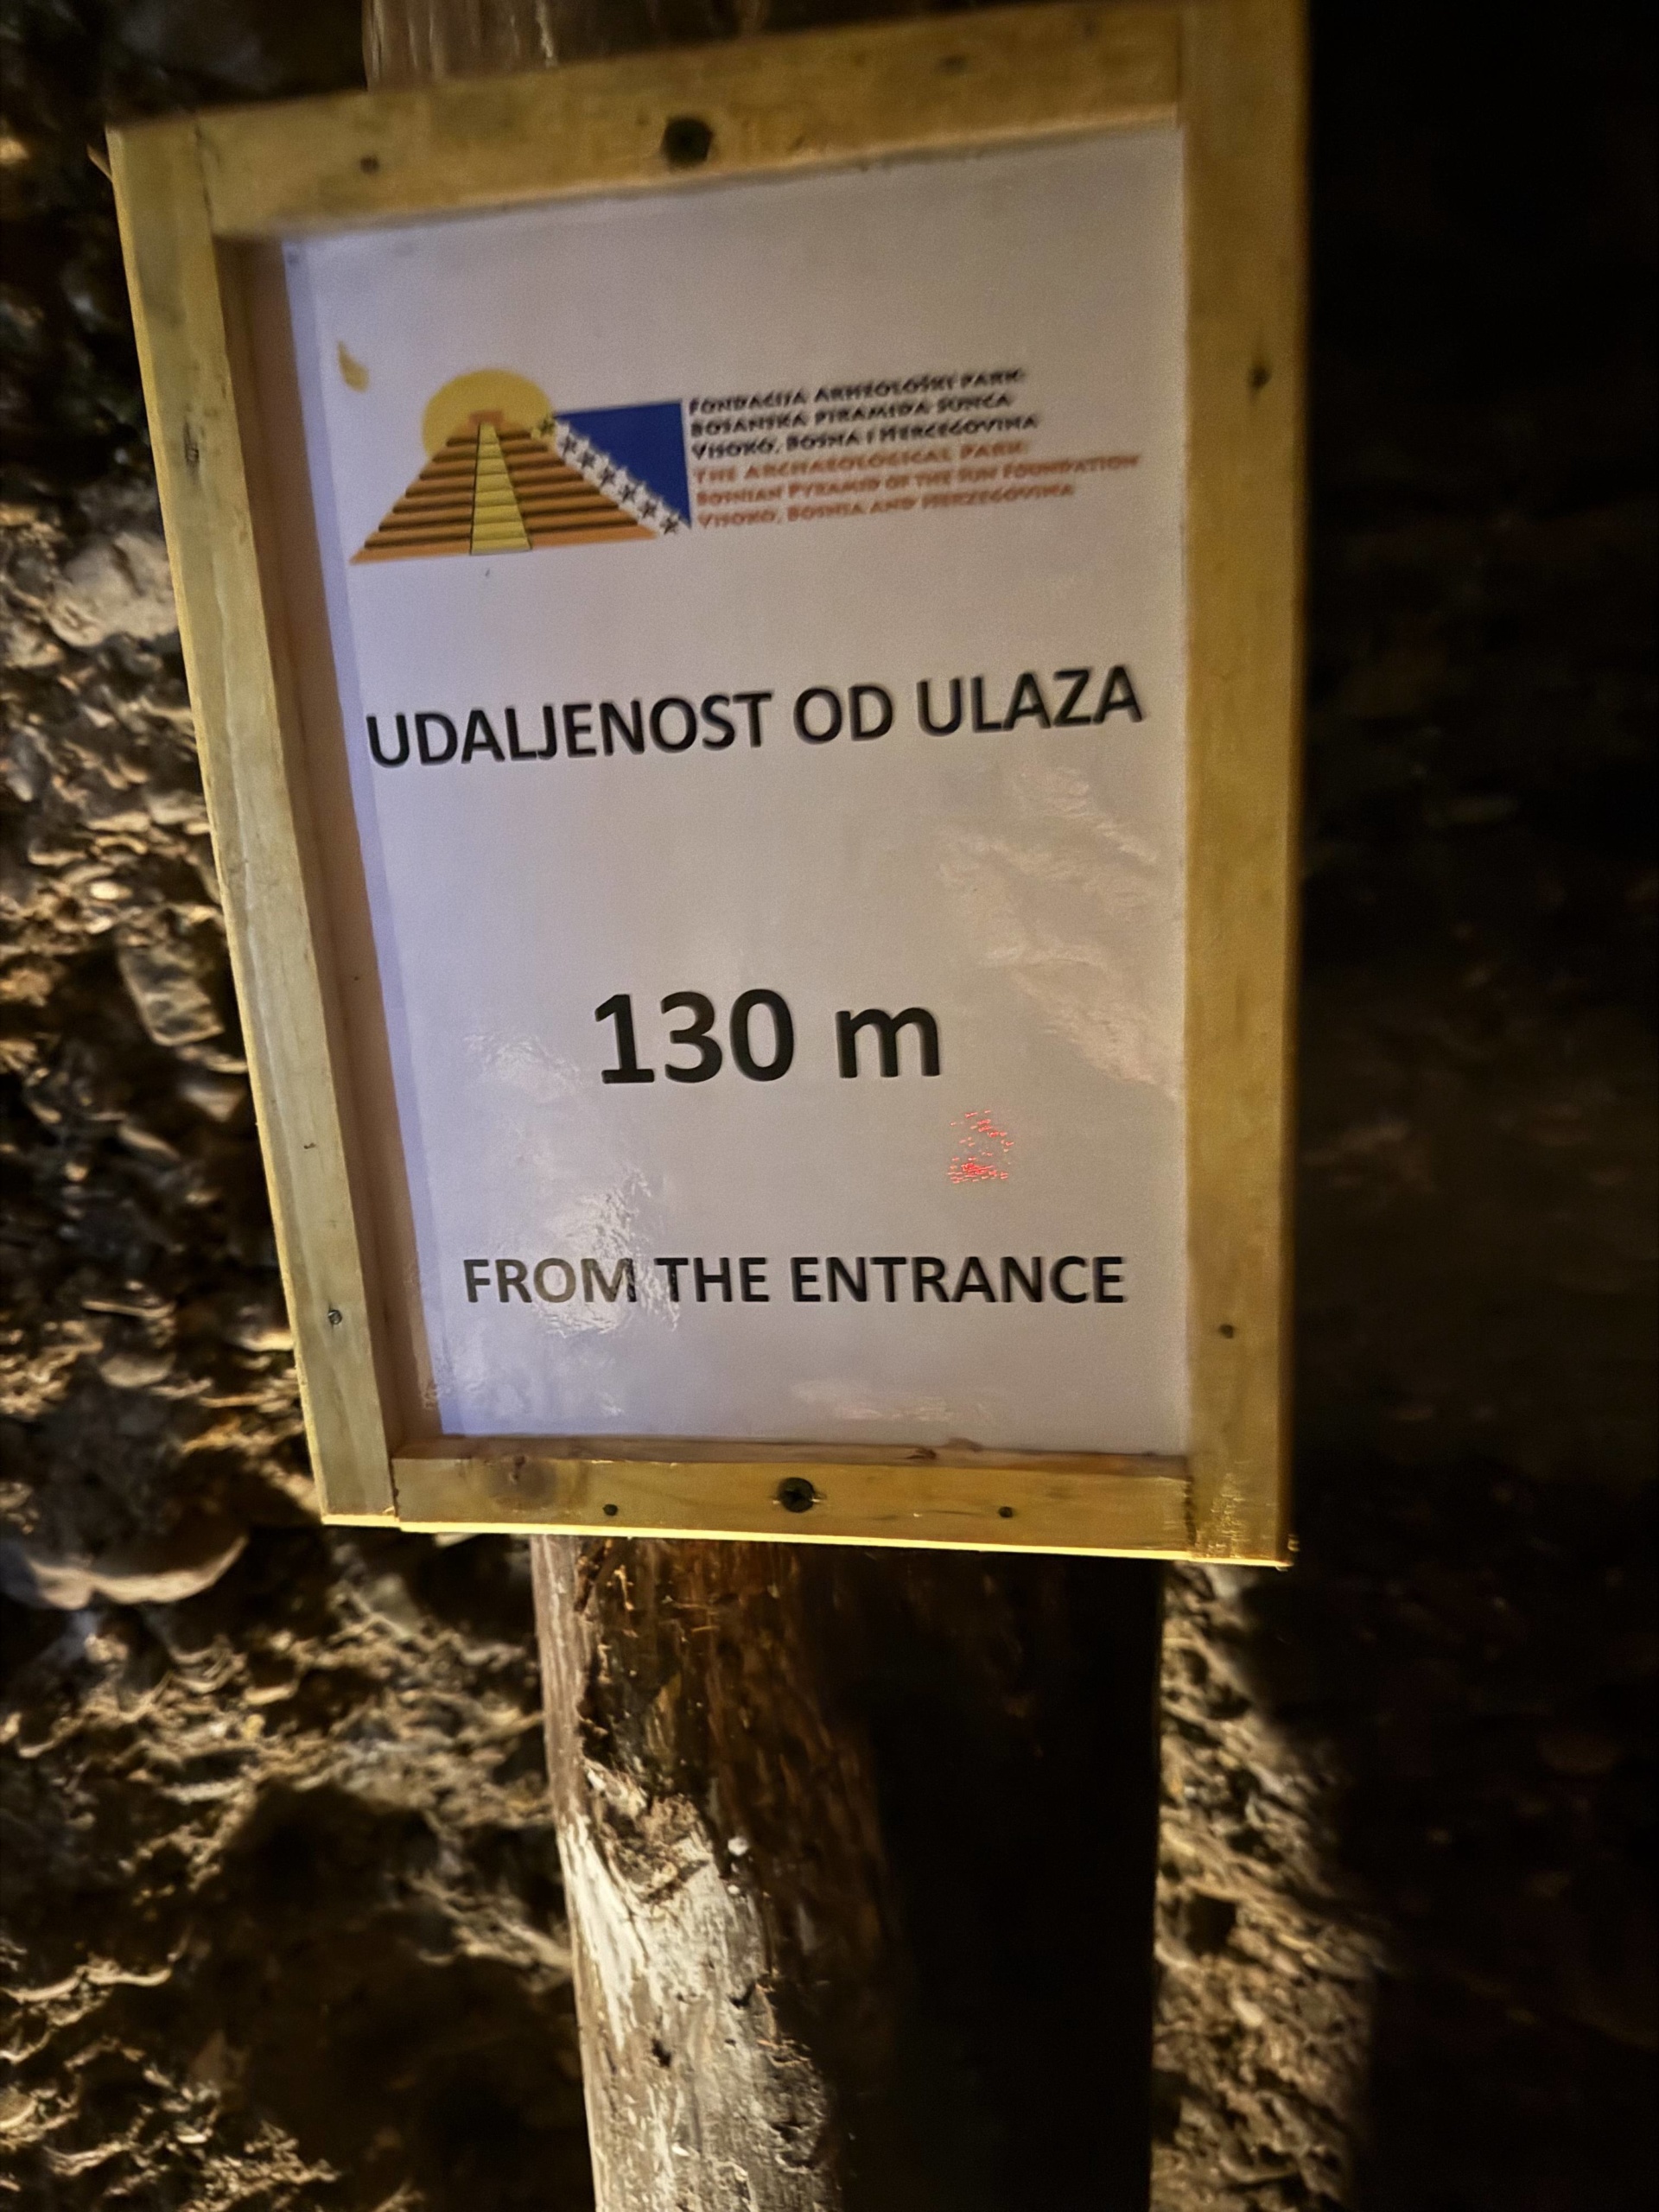 FONDACIJA ARHEOLOŠKI PARK:
BOSANSKA PIRAMIDA SUNCA
VISOKO, BOSNA I HERCEGOVINA
THE ARCHAEOLOGICAL PARK:
BOSNIAN PYRAMID OF THE SUN FOUNDATION
VISOKO, BOSNIA AND HERZEGOVINA
UDALJENOST OD ULAZA
130 m
FROM THE ENTRANCE